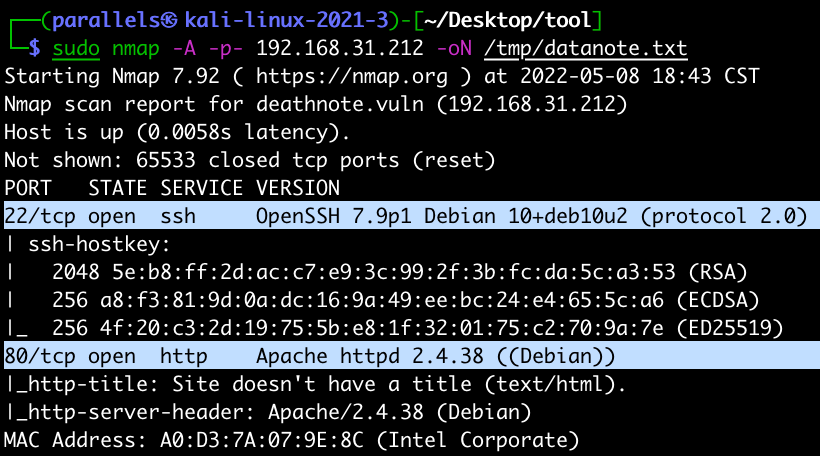 ┌──(parallels㉿kali-linux-2021-3)-[~/Desktop/tool]
└─$ sudo nmap -A -p- 192.168.31.212 -oN /tmp/datanote.txt
Starting Nmap 7.92 ( https://nmap.org ) at 2022-05-08 18:43 CST
Nmap scan report for deathnote.vuln (192.168.31.212)
Host is up (0.0058s latency).
Not shown: 65533 closed tcp ports (reset)
PORT   STATE SERVICE VERSION
22/tcp open  ssh     OpenSSH 7.9p1 Debian 10+deb10u2 (protocol 2.0)
| ssh-hostkey:
|   2048 5e:b8:ff:2d:ac:c7:e9:3c:99:2f:3b:fc:da:5c:a3:53 (RSA)
|   256 a8:f3:81:9d:0a:dc:16:9a:49:ee:bc:24:e4:65:5c:a6 (ECDSA)
|_  256 4f:20:c3:2d:19:75:5b:e8:1f:32:01:75:c2:70:9a:7e (ED25519)
80/tcp open  http    Apache httpd 2.4.38 ((Debian))
|_http-title: Site doesn't have a title (text/html).
|_http-server-header: Apache/2.4.38 (Debian)
MAC Address: A0:D3:7A:07:9E:8C (Intel Corporate)